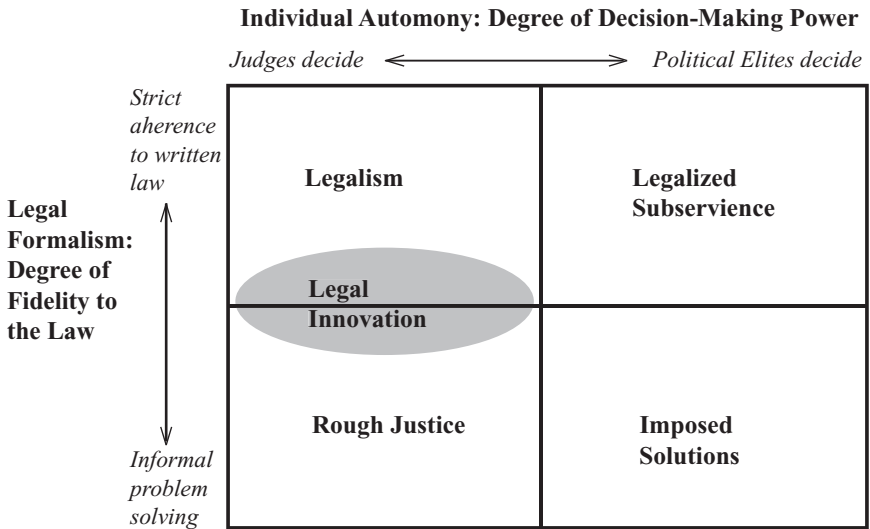 Individual Automony: Degree of Decision-Making Power
Judges decide
Political Elites decide
Strict
aherence
to written
law
Legal
Formalism:
Degree of
Fidelity to
the Law
Informal
problem
solving
Legalism
Legalized
Subservience
Legal
Innovation
Rough Justice
Imposed
Solutions